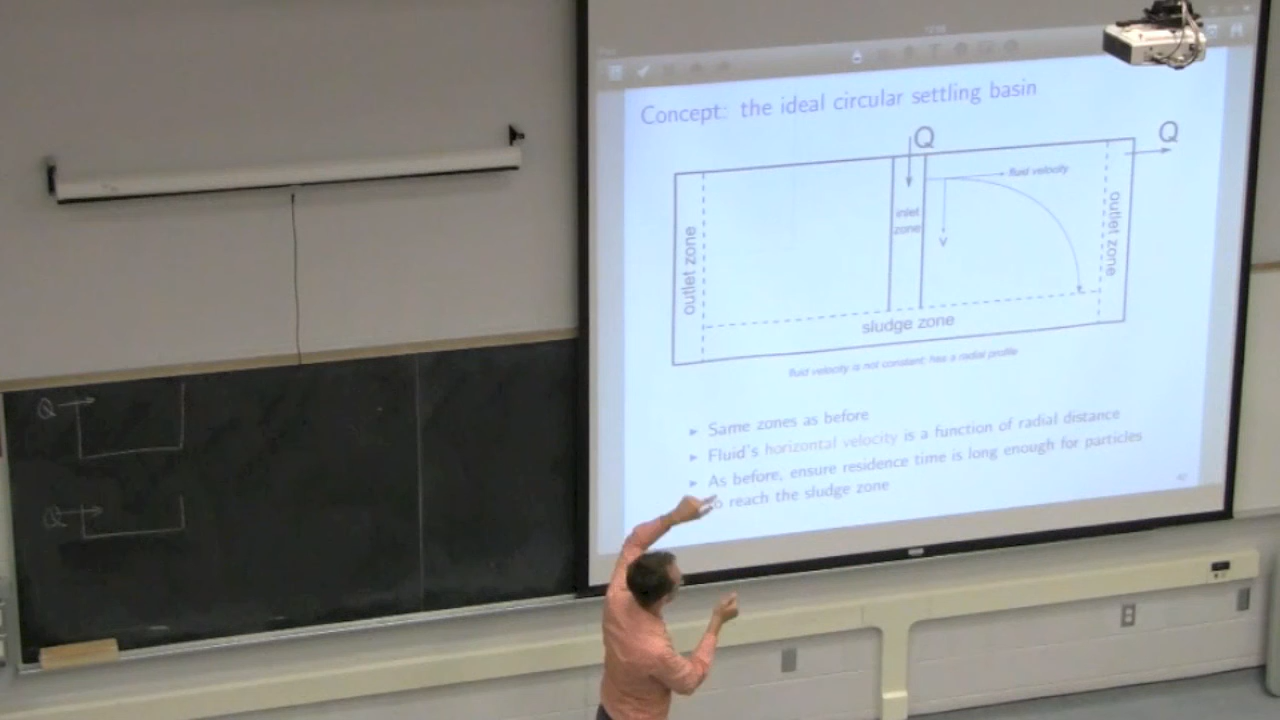 Concept: the ideal circular settling basin
Q
Q
fluid velocity
inlet
zone
v
outlet zone
outlet zone
sludge zone
fluid velocity is not constant; has a radial profile
► Same zones as before
► Fluid's horizontal velocity is a function of radial distance
► As before, ensure residence time is long enough for particles
to reach the sludge zone
Q
Q